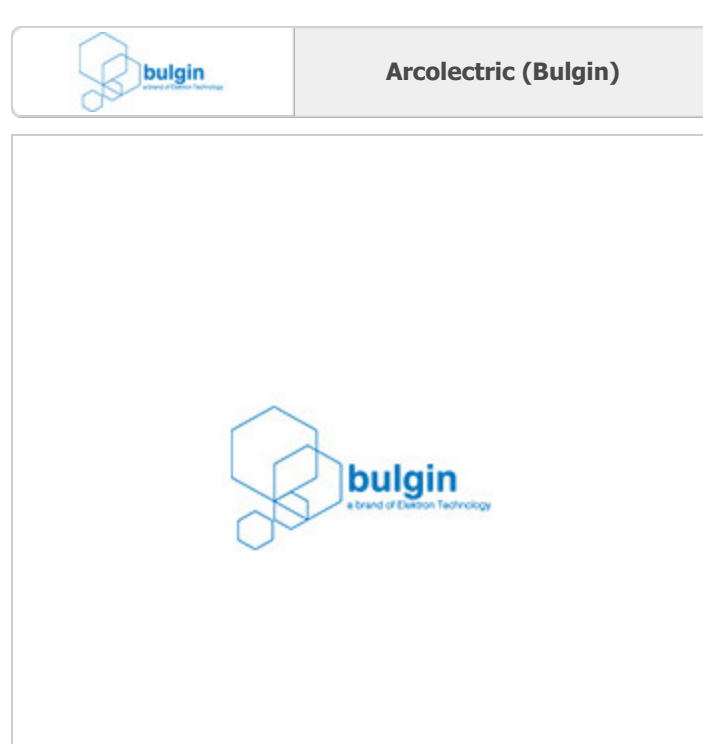 bulgin
a brand of Elektron Technology
Arcolectric (Bulgin)
bulgin
a brand of Elektron Technology